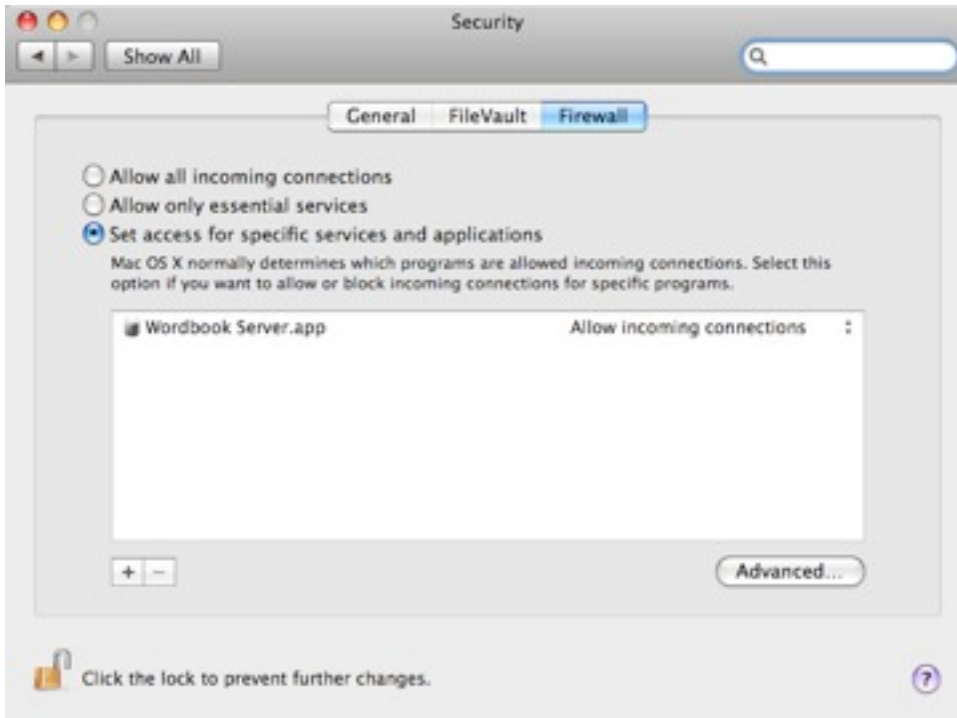 Security
Show All
General FileVault Firewall
Allow all incoming connections
Allow only essential services
Set access for specific services and applications
Mac OS X normally determines which programs are allowed incoming connections. Select this
option if you want to allow or block incoming connections for specific programs.
Wordbook Server.app Allow incoming connections
+ −
Advanced...
Click the lock to prevent further changes.
?